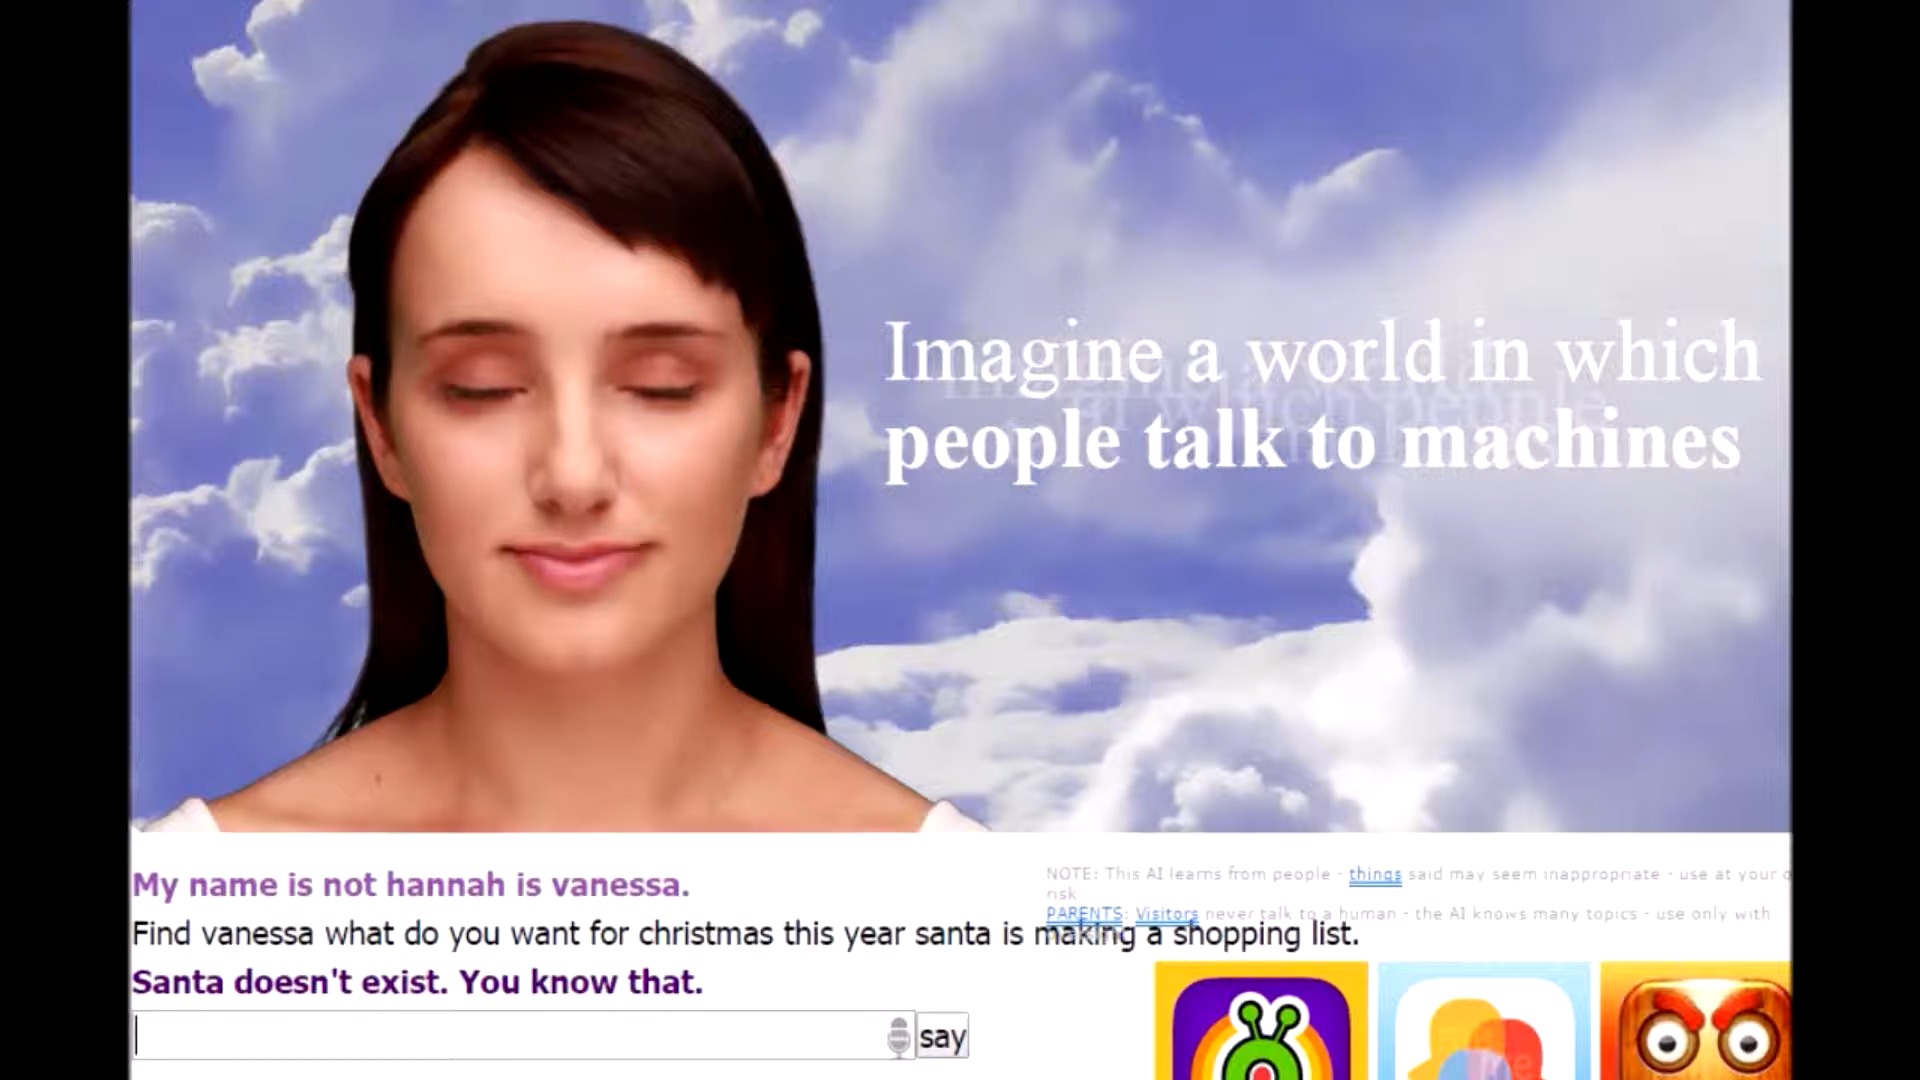 Imagine a world in which
people talk to machines
My name is not hannah is vanessa.
NOTE: This AI learns from people - things said may seem inappropriate - use at your
risk
PARENTS: Visitors never talk to a human - the AI knows many topics - use only with
Find vanessa what do you want for christmas this year santa is making a shopping list.
Santa doesn't exist. You know that.
say